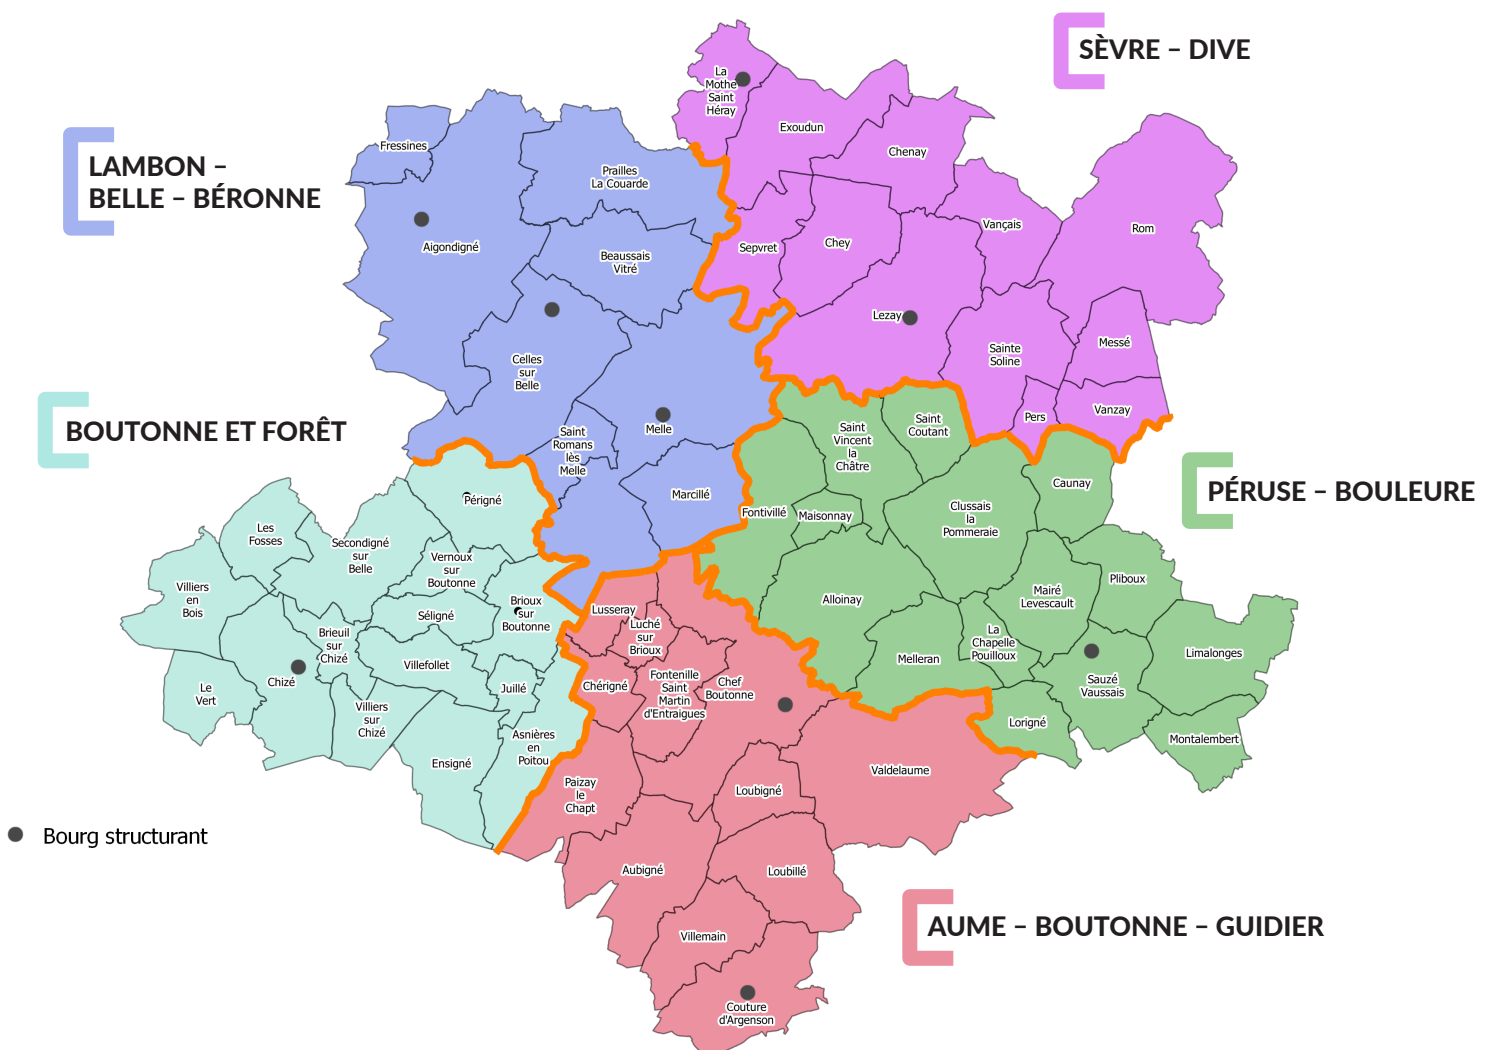 SÈVRE – DIVE
LAMBON –
BELLE – BÉRONNE
BOUTONNE ET FORÊT
PÉRUSE – BOULEURE
AUME – BOUTONNE – GUIDIER
Bourg structurant
La
Mothe
Saint
Héray
Exoudun
Chenay
Sepvret
Chey
Vançais
Rom
Lezay
Sainte
Soline
Messé
Pers
Vanzay
Fressines
Aigondigné
Prailles
La Couarde
Beaussais
Vitré
Celles
sur
Belle
Saint
Romans
lès
Melle
Melle
Marcillé
Périgné
Les
Fosses
Secondigné
sur
Belle
Vernoux
sur
Boutonne
Villiers
en
Bois
Séligné
Brioux
sur
Boutonne
Brieuil
sur
Chizé
Villefollet
Chizé
Le
Vert
Juillé
Villiers
sur
Chizé
Asnières
en
Poitou
Ensigné
Saint
Vincent
la
Châtre
Saint
Coutant
Caunay
Fontivillé
Maisonnay
Clussais
la
Pommeraie
Pliboux
Mairé
Levescault
Alloinay
La
Chapelle
Pouilloux
Melleran
Limalonges
Sauzé
Vaussais
Lorigné
Montalembert
Lusseray
Luché
sur
Brioux
Chérigné
Fontenille
Saint
Martin
d'Entraigues
Chef
Boutonne
Valdelaume
Paizay
le
Chapt
Loubigné
Aubigné
Loubillé
Villemain
Couture
d'Argenson